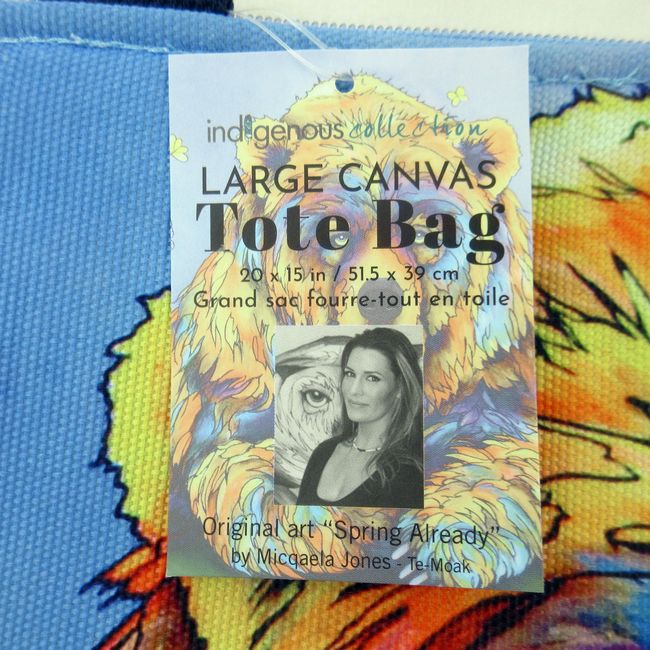 indigenous collection
LARGE CANVAS
Tote Bag
20 x 15 in / 51.5 x 39 cm
Grand sac fourre-tout en toile
Original art "Spring Already"
by Micqaela Jones - Te-Moak